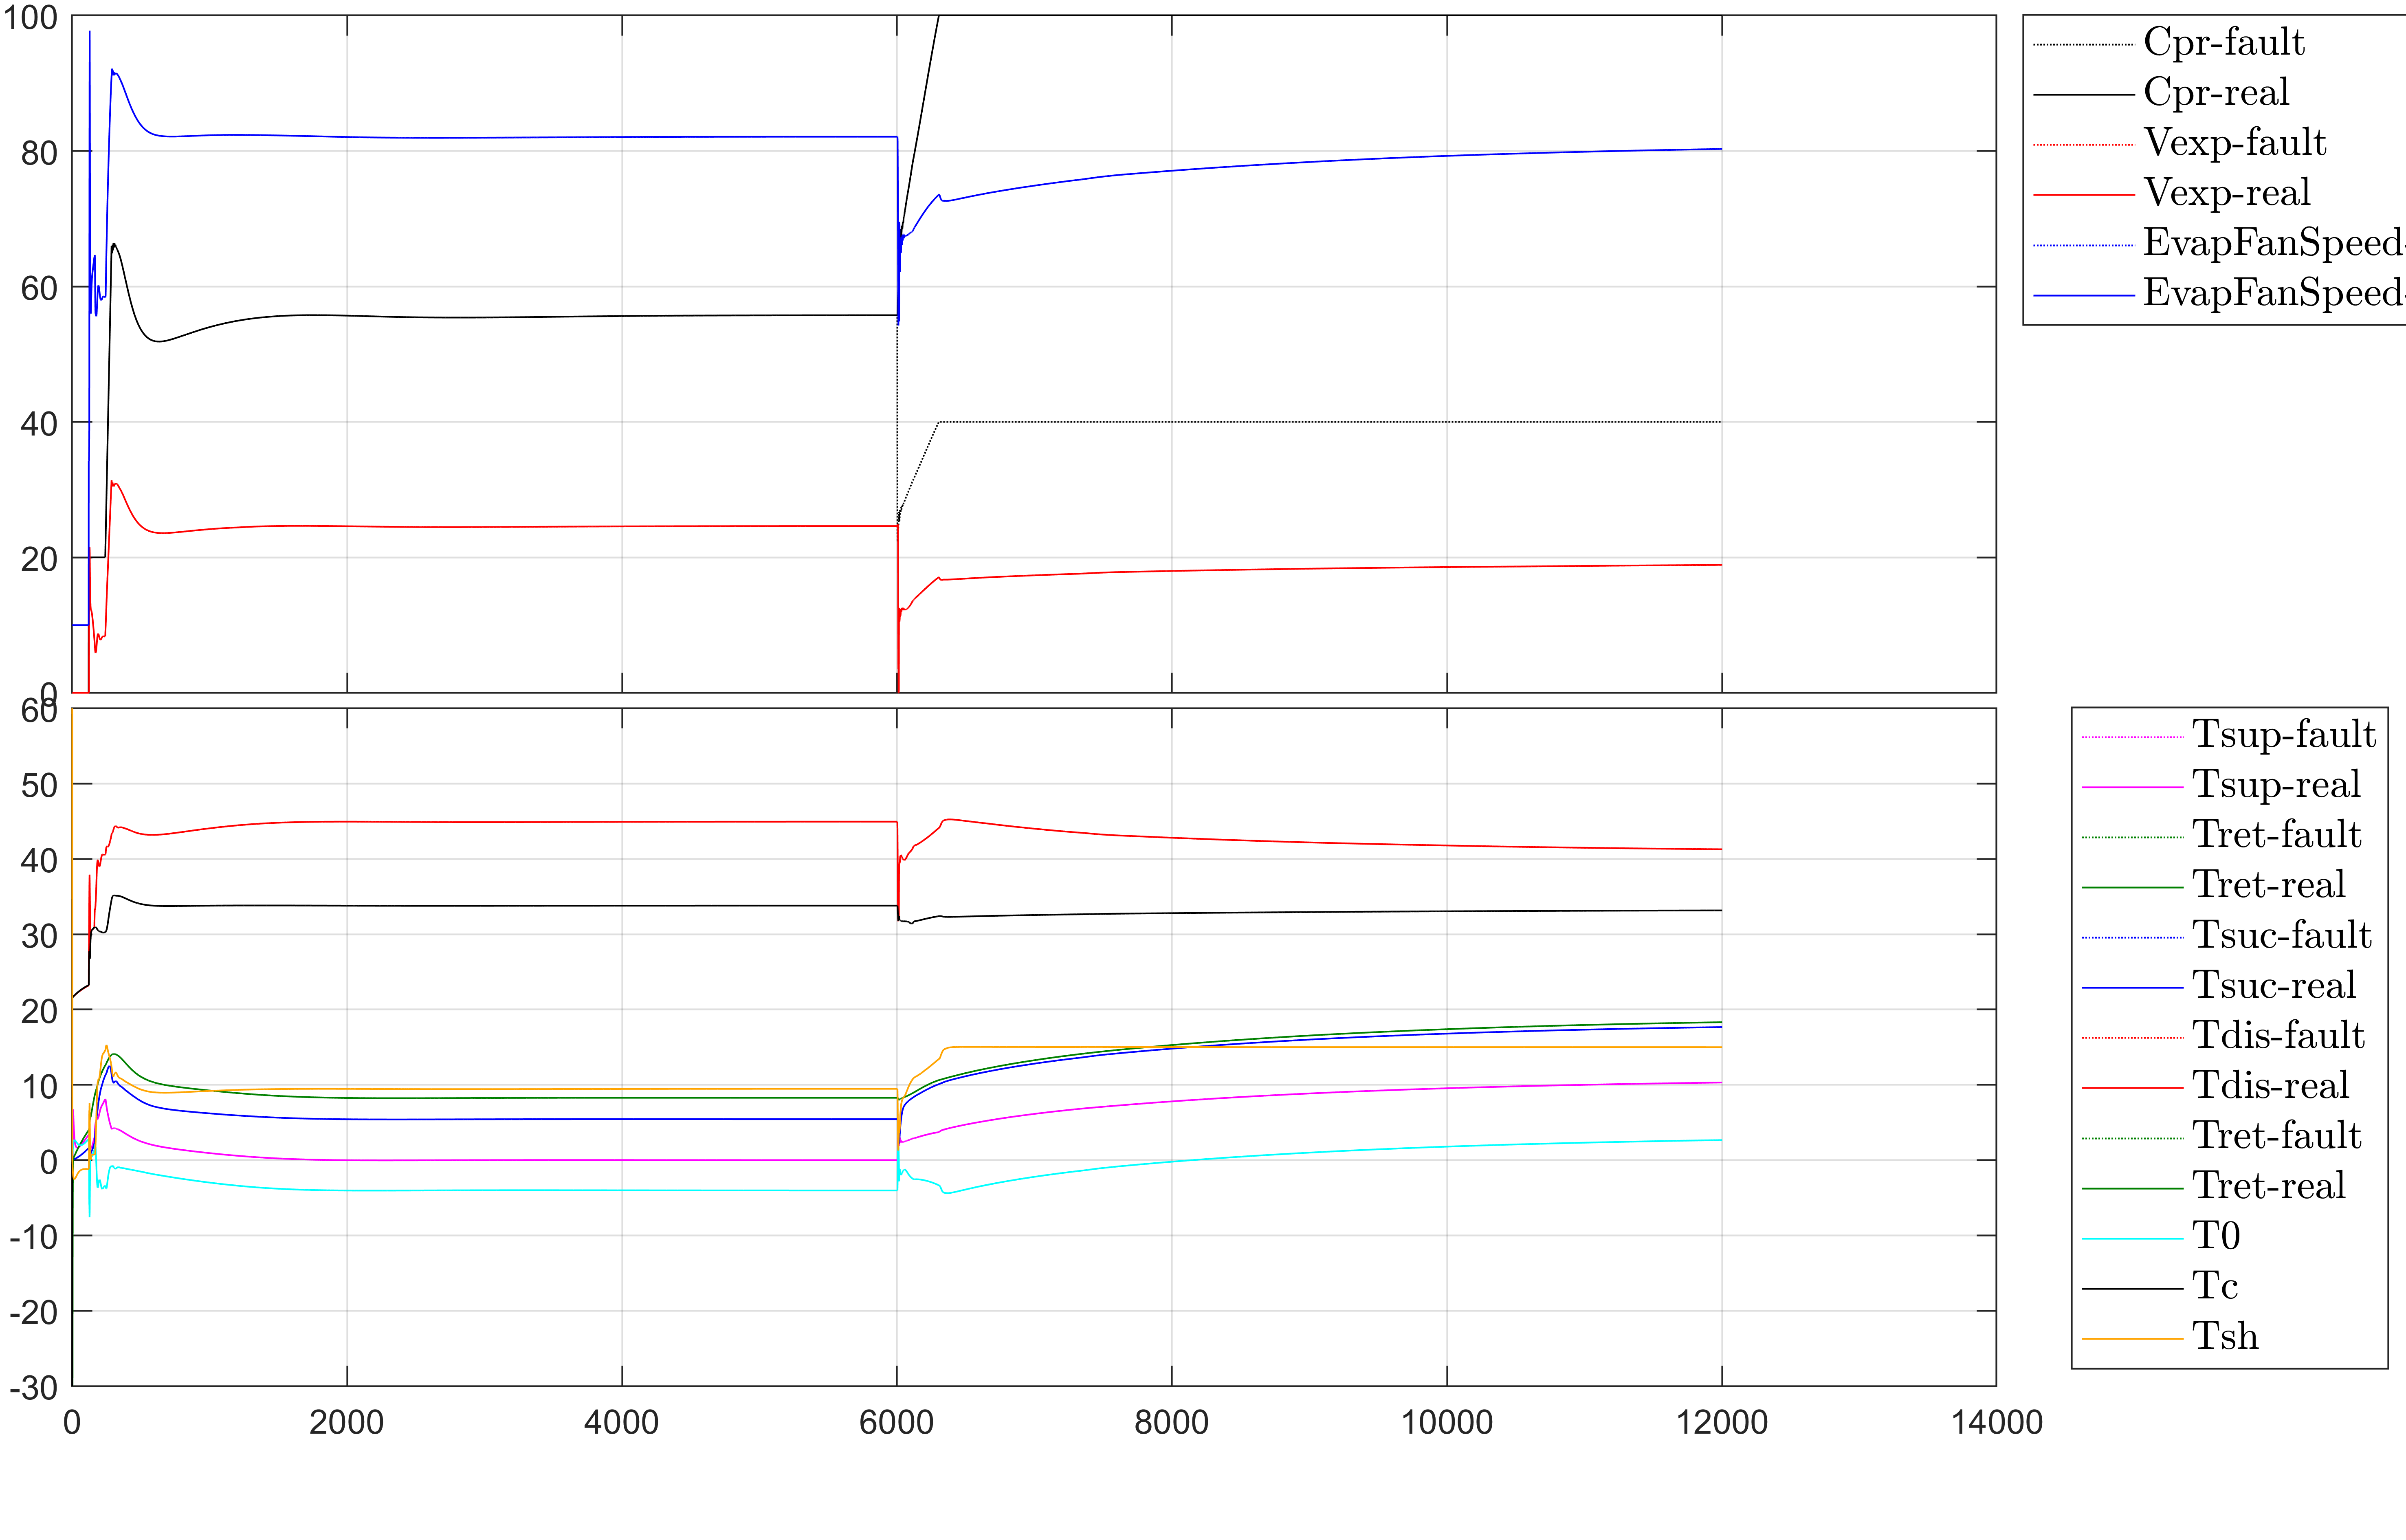 100
80
60
40
20
0
Cpr-fault
Cpr-real
Vexp-fault
Vexp-real
EvapFanSpeed-
EvapFanSpeed-
60
50
40
30
20
10
0
-10
-20
-30
0 2000 4000 6000 8000 10000 12000 14000
Tsup-fault
Tsup-real
Tret-fault
Tret-real
Tsuc-fault
Tsuc-real
Tdis-fault
Tdis-real
Tret-fault
Tret-real
T0
Tc
Tsh